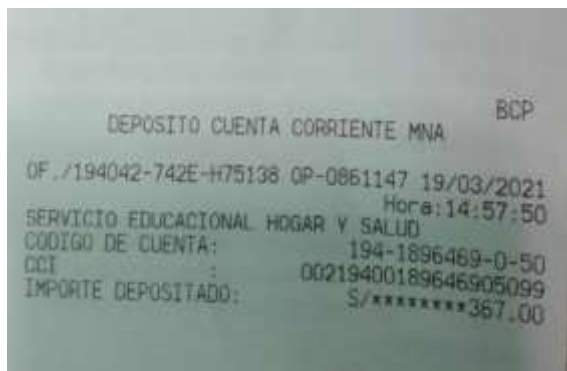 BCP
DEPOSITO CUENTA CORRIENTE MNA
OF./194042-742E-H75138 OP-0861147 19/03/2021
Hora:14:57:50
SERVICIO EDUCACIONAL HOGAR Y SALUD
CODIGO DE CUENTA: 194-1896469-0-50
CCI : 00219400189646905099
IMPORTE DEPOSITADO: S/********367.00